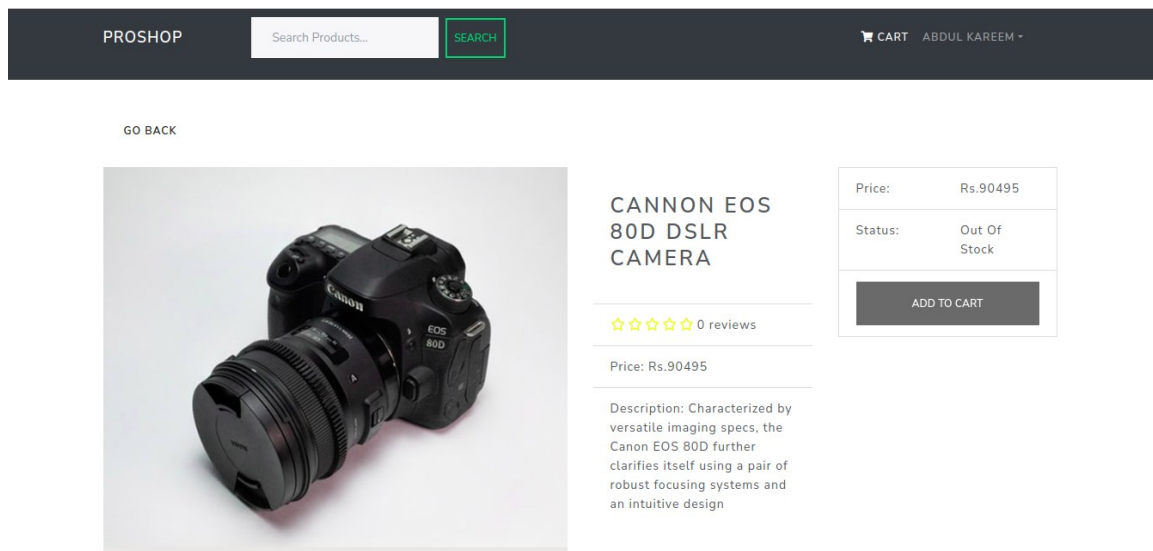 PROSHOP
Search Products...
SEARCH
CART
ABDUL KAREEM
GO BACK
Canon
EOS
80D
A
CANNON EOS
80D DSLR
CAMERA
0 reviews
Price: Rs.90495
Description: Characterized by
versatile imaging specs, the
Canon EOS 80D further
clarifies itself using a pair of
robust focusing systems and
an intuitive design
Price: Rs.90495
Status: Out Of
Stock
ADD TO CART